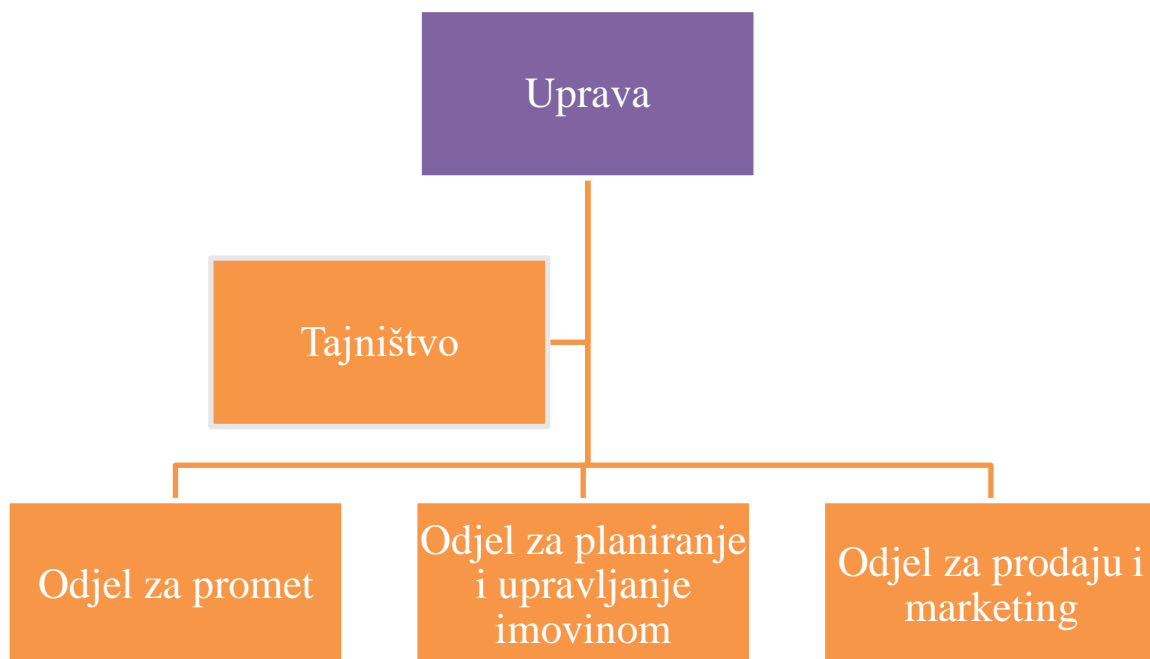 Uprava
Tajništvo
Odjel za promet
Odjel za planiranje
i upravljanje
imovinom
Odjel za prodaju i
marketing